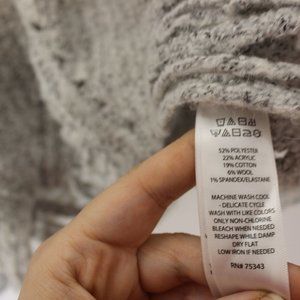 52% POLYESTER
22% ACRYLIC
19% COTTON
6% WOOL
1% SPANDEX/ELASTANE
MACHINE WASH COOL
- DELICATE CYCLE
WASH WITH LIKE COLORS
ONLY NON-CHLORINE
BLEACH WHEN NEEDED
RESHAPE WHILE DAMP
DRY FLAT
LOW IRON IF NEEDED
RN# 75343